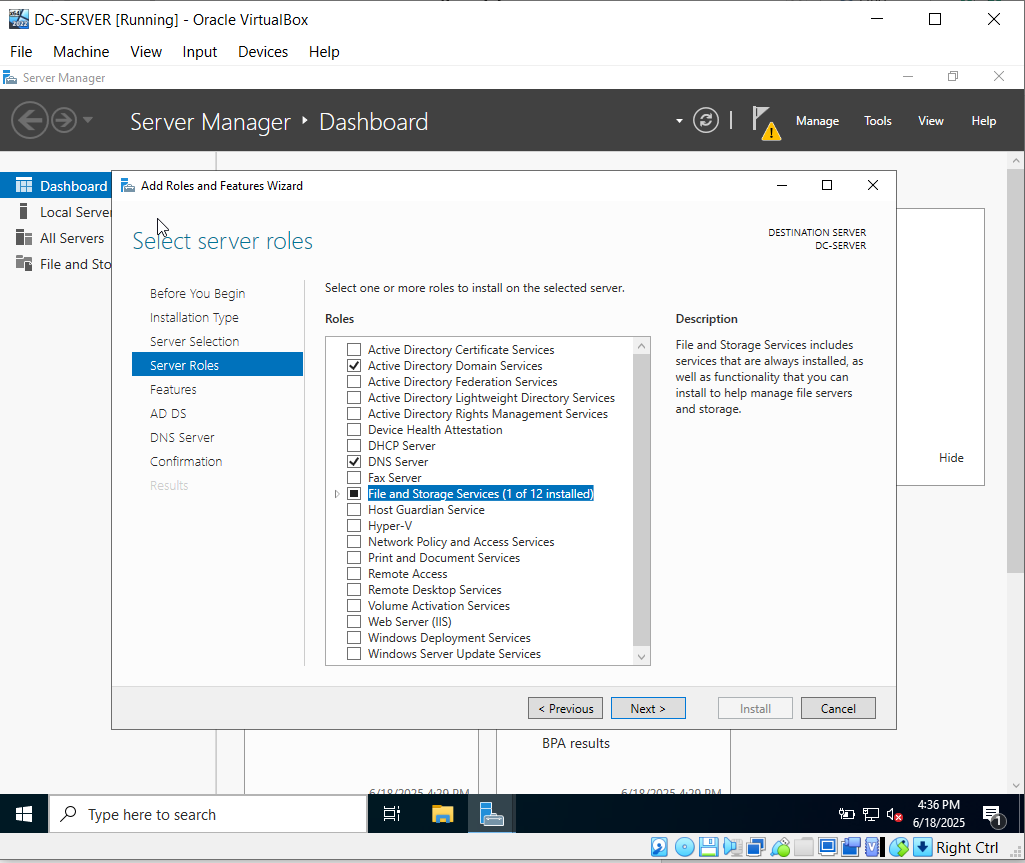 DC-SERVER [Running] - Oracle VirtualBox
File Machine View Input Devices Help
Server Manager
Server Manager Dashboard
Manage Tools View Help
Dashboard
Local Server
All Servers
File and Sto
Add Roles and Features Wizard
Select server roles
DESTINATION SERVER
DC-SERVER
Before You Begin
Installation Type
Server Selection
Server Roles
Features
AD DS
DNS Server
Confirmation
Results
Select one or more roles to install on the selected server.
Roles
Active Directory Certificate Services
Active Directory Domain Services
Active Directory Federation Services
Active Directory Lightweight Directory Services
Active Directory Rights Management Services
Device Health Attestation
DHCP Server
DNS Server
Fax Server
File and Storage Services (1 of 12 installed)
Host Guardian Service
Hyper-V
Network Policy and Access Services
Print and Document Services
Remote Access
Remote Desktop Services
Volume Activation Services
Web Server (IIS)
Windows Deployment Services
Windows Server Update Services
Description
File and Storage Services includes
services that are always installed, as
well as functionality that you can
install to help manage file servers
and storage.
Hide
< Previous
Next >
Install
Cancel
BPA results
6/18/2025 4:29 PM
6/18/2025 4:29 PM
Type here to search
4:36 PM
6/18/2025
1
Right Ctrl